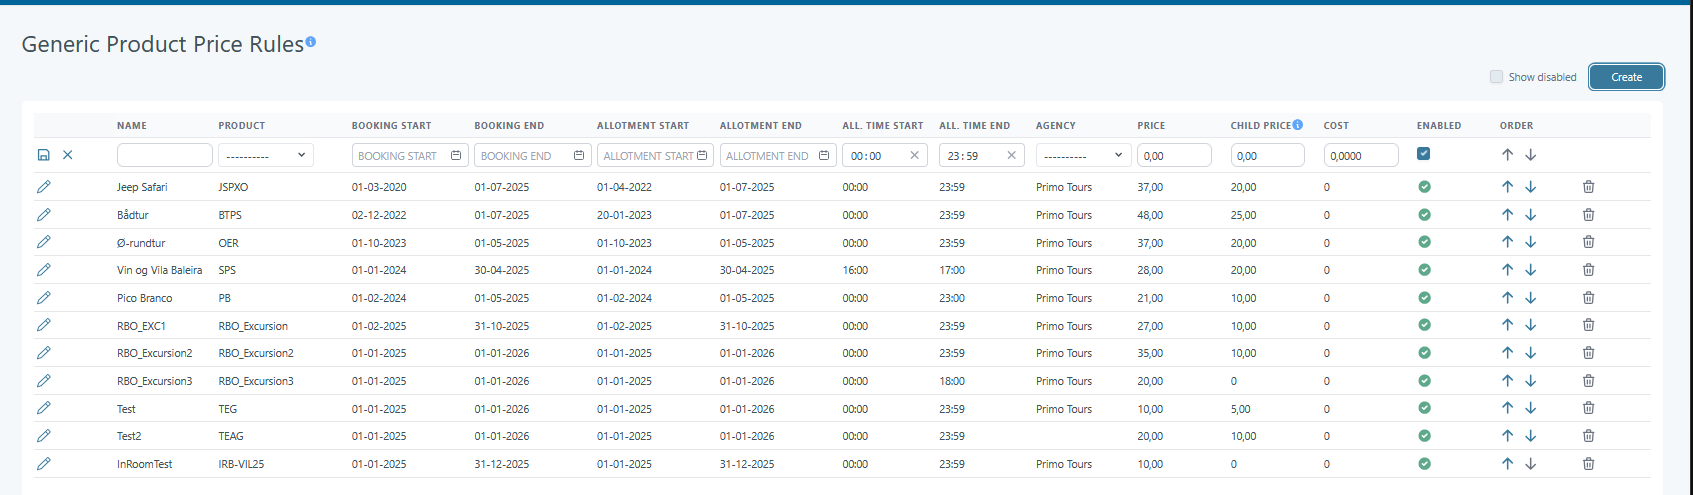 Generic Product Price Rules
Show disabled Create
NAME PRODUCT BOOKING START BOOKING END ALLOTMENT START ALLOTMENT END ALL. TIME START ALL. TIME END AGENCY PRICE CHILD PRICE COST ENABLED ORDER
---------- BOOKING START BOOKING END ALLOTMENT START ALLOTMENT END 00:00 23:59 ---------- 0,00 0,00 0,0000
Jeep Safari JSPXO 01-03-2020 01-07-2025 01-04-2022 01-07-2025 00:00 23:59 Primo Tours 37,00 20,00 0
Bådtur BTPS 02-12-2022 01-07-2025 20-01-2023 01-07-2025 00:00 23:59 Primo Tours 48,00 25,00 0
Ø-rundtur OER 01-10-2023 01-05-2025 01-10-2023 01-05-2025 00:00 23:59 Primo Tours 37,00 20,00 0
Vin og Vila Baleira SPS 01-01-2024 30-04-2025 01-01-2024 30-04-2025 16:00 17:00 Primo Tours 28,00 20,00 0
Pico Branco PB 01-02-2024 01-05-2025 01-02-2024 01-05-2025 00:00 23:00 Primo Tours 21,00 10,00 0
RBO_EXC1 RBO_Excursion 01-02-2025 31-10-2025 01-02-2025 31-10-2025 00:00 23:59 Primo Tours 27,00 10,00 0
RBO_Excursion2 RBO_Excursion2 01-01-2025 01-01-2026 01-01-2025 01-01-2026 00:00 23:59 Primo Tours 35,00 10,00 0
RBO_Excursion3 RBO_Excursion3 01-01-2025 01-01-2026 01-01-2025 01-01-2026 00:00 18:00 Primo Tours 20,00 0 0
Test TEG 01-01-2025 01-01-2026 01-01-2025 01-01-2026 00:00 23:59 Primo Tours 10,00 5,00 0
Test2 TEAG 01-01-2025 01-01-2026 01-01-2025 01-01-2026 00:00 23:59 20,00 10,00 0
InRoomTest IRB-VIL25 01-01-2025 31-12-2025 01-01-2025 31-12-2025 00:00 23:59 Primo Tours 10,00 0 0